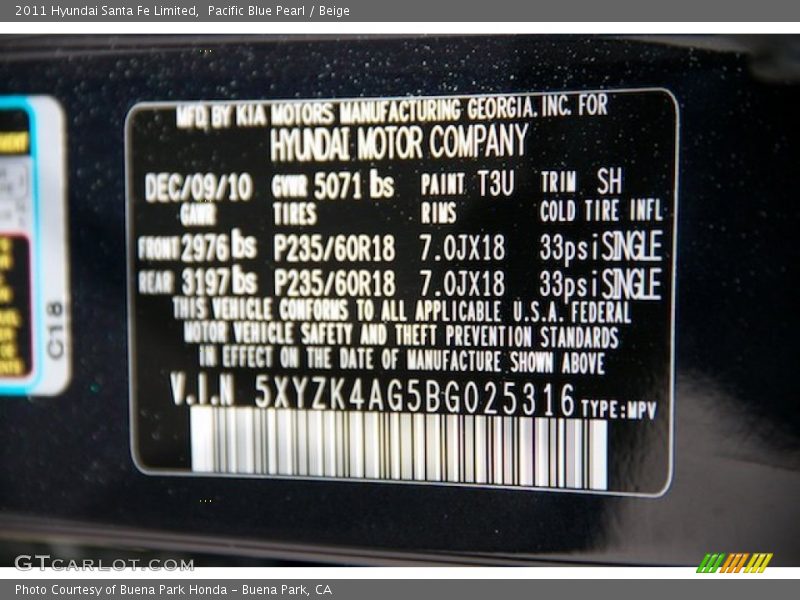 2011 Hyundai Santa Fe Limited,  Pacific Blue Pearl / Beige
MFD. BY KIA MOTORS MANUFACTURING GEORGIA. INC. FOR
HYUNDAI MOTOR COMPANY
DEC/09/10 GVWR 5071 lbs PAINT T3U TRIM SH
GAWR TIRES RIMS COLD TIRE INFL
FRONT 2976 lbs P235/60R18 7.0JX18 33psi SINGLE
REAR 3197 lbs P235/60R18 7.0JX18 33psi SINGLE
THIS VEHICLE CONFORMS TO ALL APPLICABLE U.S.A. FEDERAL
MOTOR VEHICLE SAFETY AND THEFT PREVENTION STANDARDS
IN EFFECT ON THE DATE OF MANUFACTURE SHOWN ABOVE
V.I.N 5XYZK4AG5BG025316 TYPE:MPV
C18
GTCARLOT.COM
Photo Courtesy of Buena Park Honda - Buena Park, CA